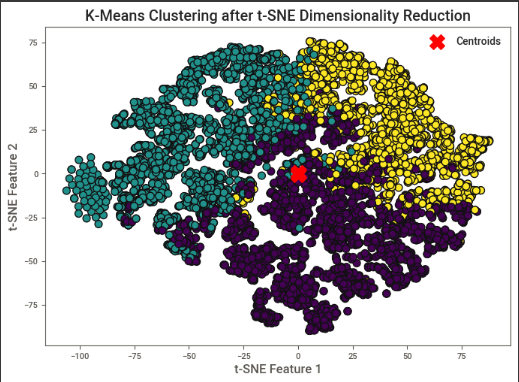 K-Means Clustering after t-SNE Dimensionality Reduction
Centroids
75
50
25
0
−25
−50
−75
t-SNE Feature 2
−100 −75 −50 −25 0 25 50 75
t-SNE Feature 1